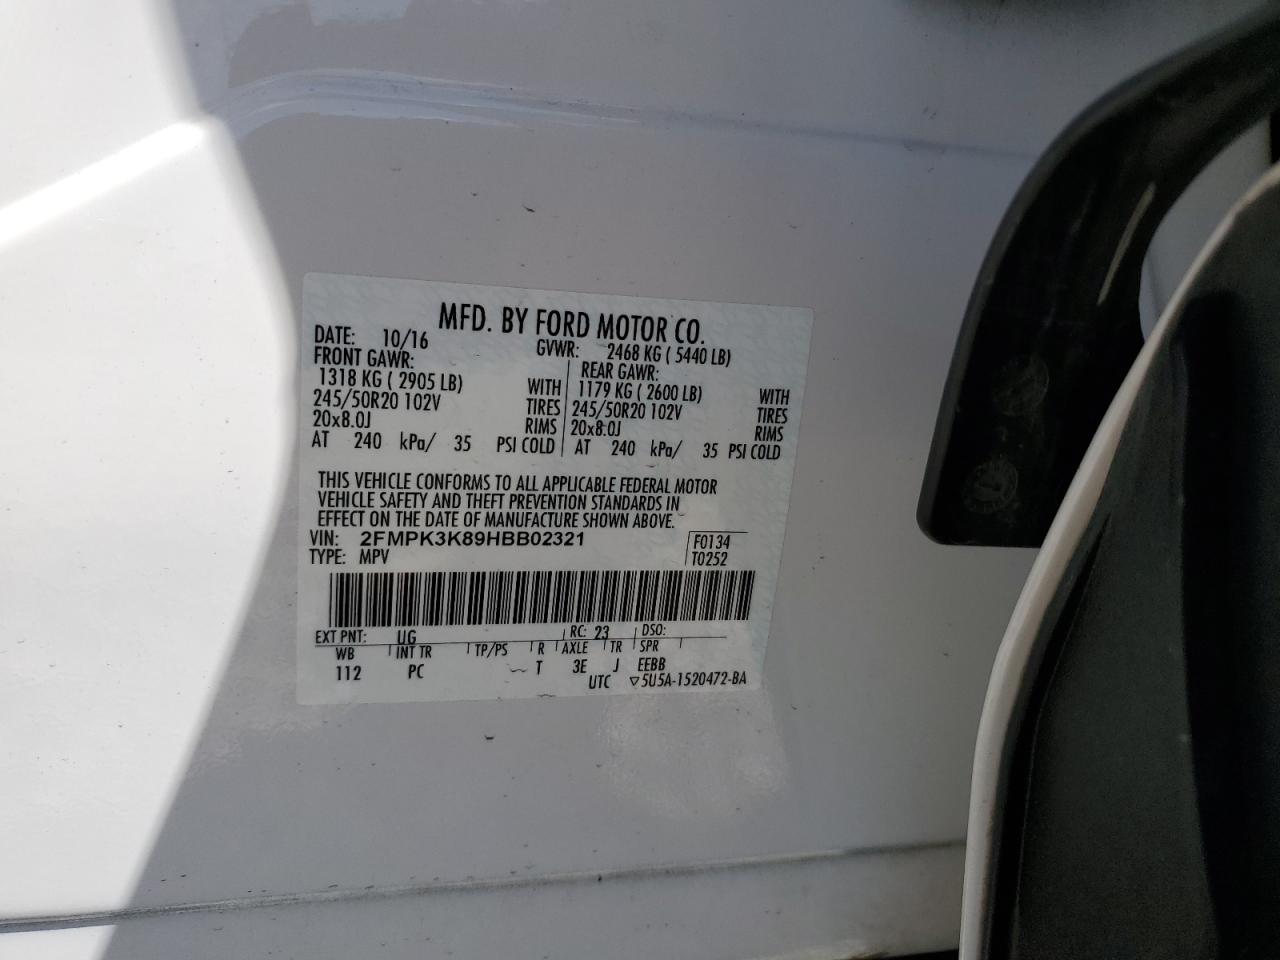 MFD. BY FORD MOTOR CO.
DATE: 10/16 GVWR: 2468 KG ( 5440 LB)
FRONT GAWR: REAR GAWR:
1318 KG ( 2905 LB) WITH 1179 KG ( 2600 LB) WITH
245/50R20 102V TIRES 245/50R20 102V TIRES
20x8.0J RIMS 20x8.0J RIMS
AT 240 kPa/ 35 PSI COLD AT 240 kPa/ 35 PSI COLD
THIS VEHICLE CONFORMS TO ALL APPLICABLE FEDERAL MOTOR
VEHICLE SAFETY AND THEFT PREVENTION STANDARDS IN
EFFECT ON THE DATE OF MANUFACTURE SHOWN ABOVE.
VIN: 2FMPK3K89HBB02321 F0134
TYPE: MPV T0252
EXT PNT: UG RC: 23 DSO:
WB INT TR TP/PS R AXLE TR SPR
112 PC T 3E J EEBB
UTC ▽5U5A-1520472-BA